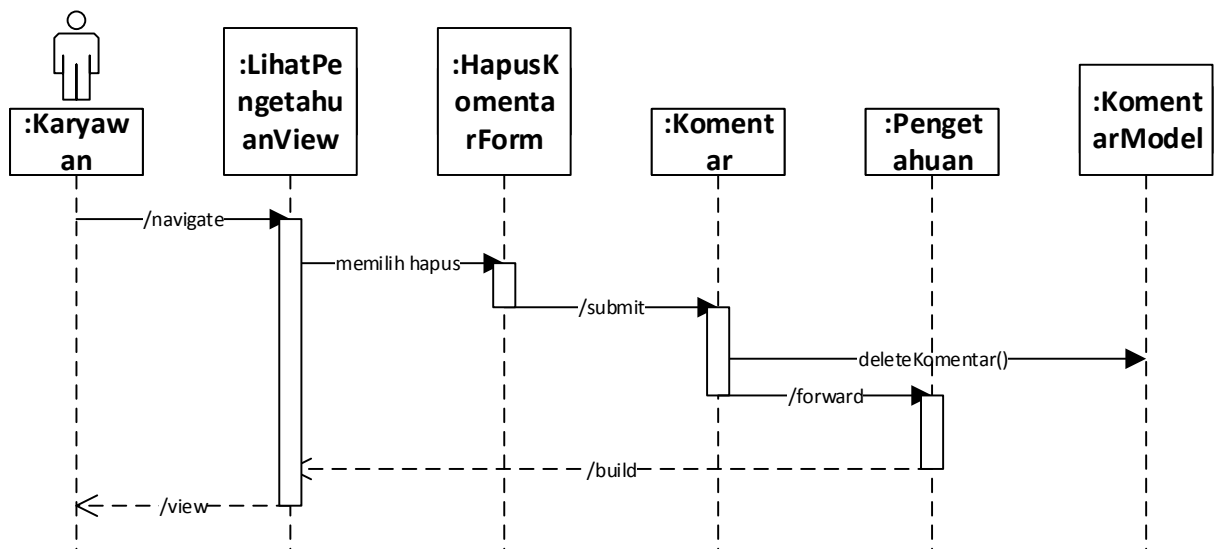 :LihatPe
ngetahu
anView
:HapusK
omenta
rForm
:Karyaw
an
:Koment
ar
:Penget
ahuan
:Koment
arModel
/navigate
memilih hapus
/submit
deleteKomentar()
/forward
/build
/view